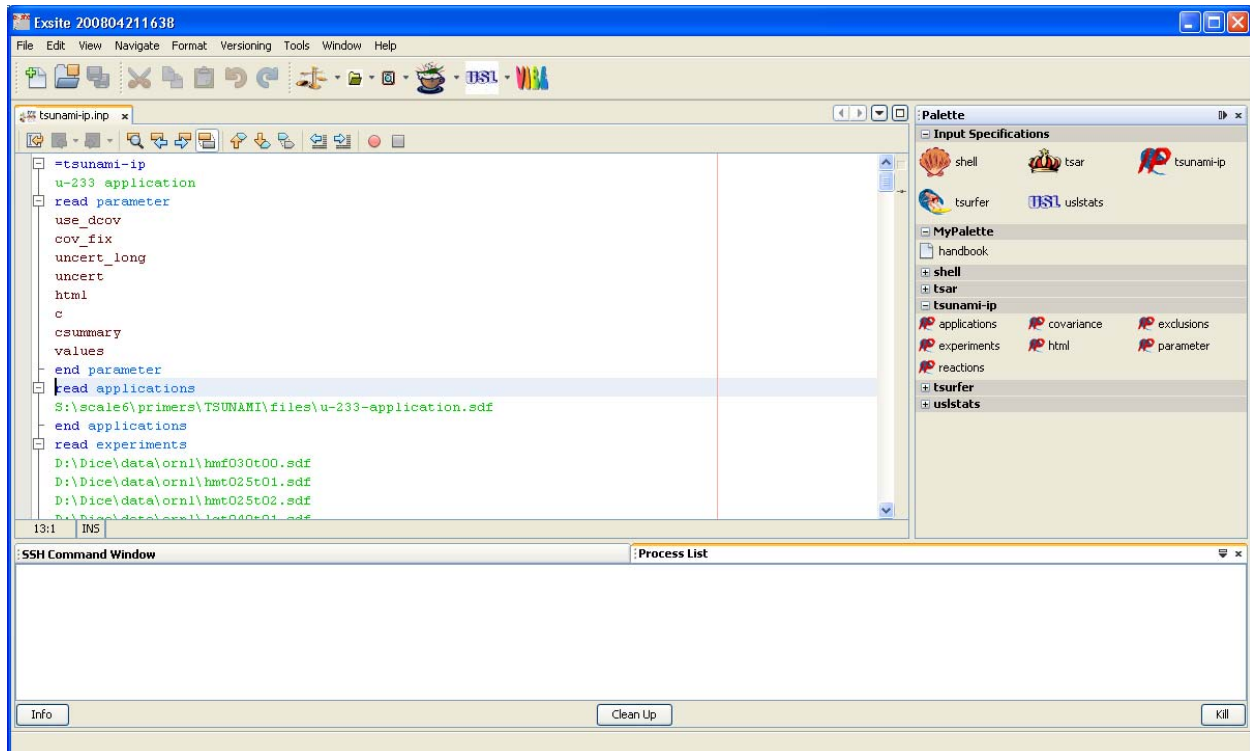 Exsite 200804211638
File Edit View Navigate Format Versioning Tools Window Help
USL
tsunami-ip.inp x
=tsunami-ip
u-233 application
read parameter
use_dcov
cov_fix
uncert_long
uncert
html
c
csummary
values
end parameter
read applications
S:\scale6\primers\TSUNAMI\files\u-233-application.sdf
end applications
read experiments
D:\Dice\data\ornl\hmf030t00.sdf
D:\Dice\data\ornl\hmt025t01.sdf
D:\Dice\data\ornl\hmt025t02.sdf
13:1 INS
Palette
Input Specifications
shell tsar tsunami-ip
tsurfer USL uslstats
MyPalette
handbook
shell
tsar
tsunami-ip
applications covariance exclusions
experiments html parameter
reactions
tsurfer
uslstats
SSH Command Window Process List
Info Clean Up Kill